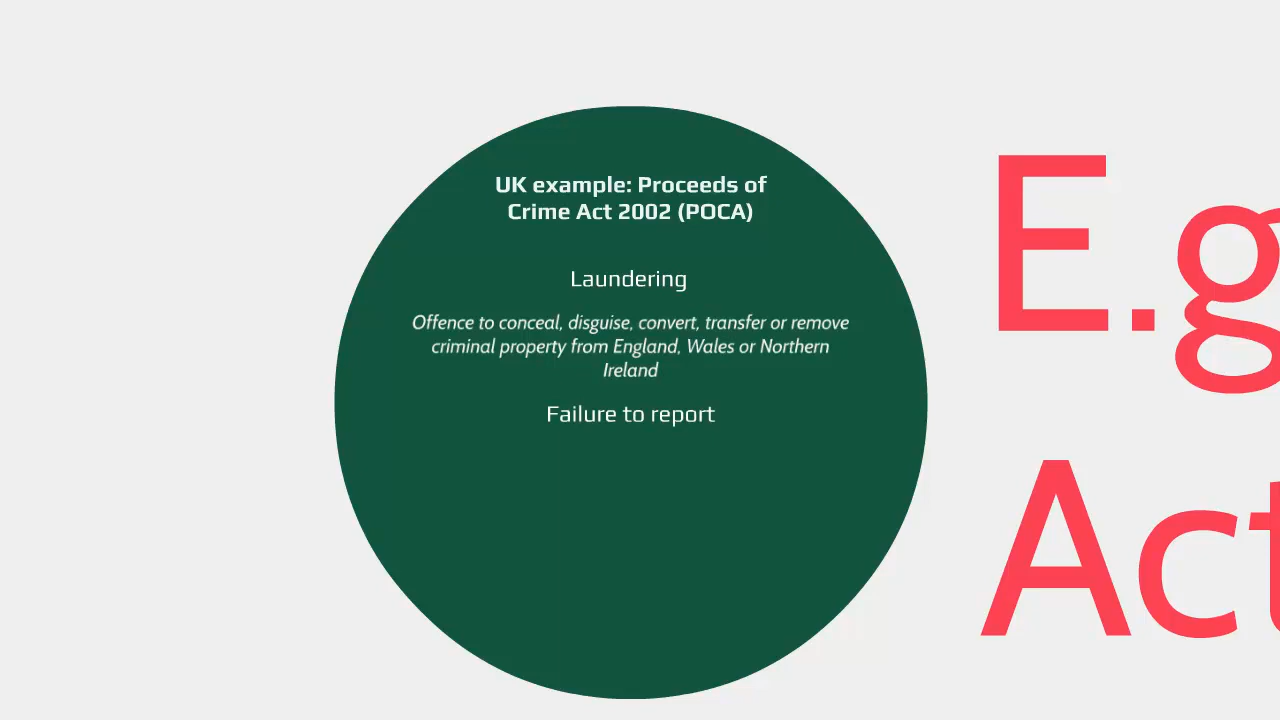 UK example: Proceeds of
Crime Act 2002 (POCA)
Laundering
Offence to conceal, disguise, convert, transfer or remove
criminal property from England, Wales or Northern
Ireland
Failure to report
E.g
Act